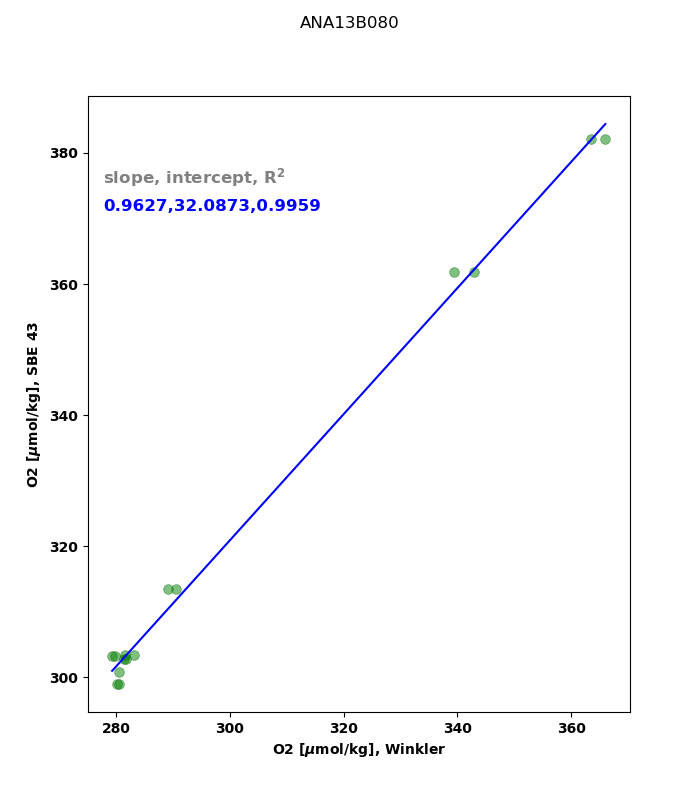 ANA13B080
slope, intercept, R²
0.9627,32.0873,0.9959
380
360
340
320
300
O2 [μmol/kg], SBE 43
280 300 320 340 360
O2 [μmol/kg], Winkler